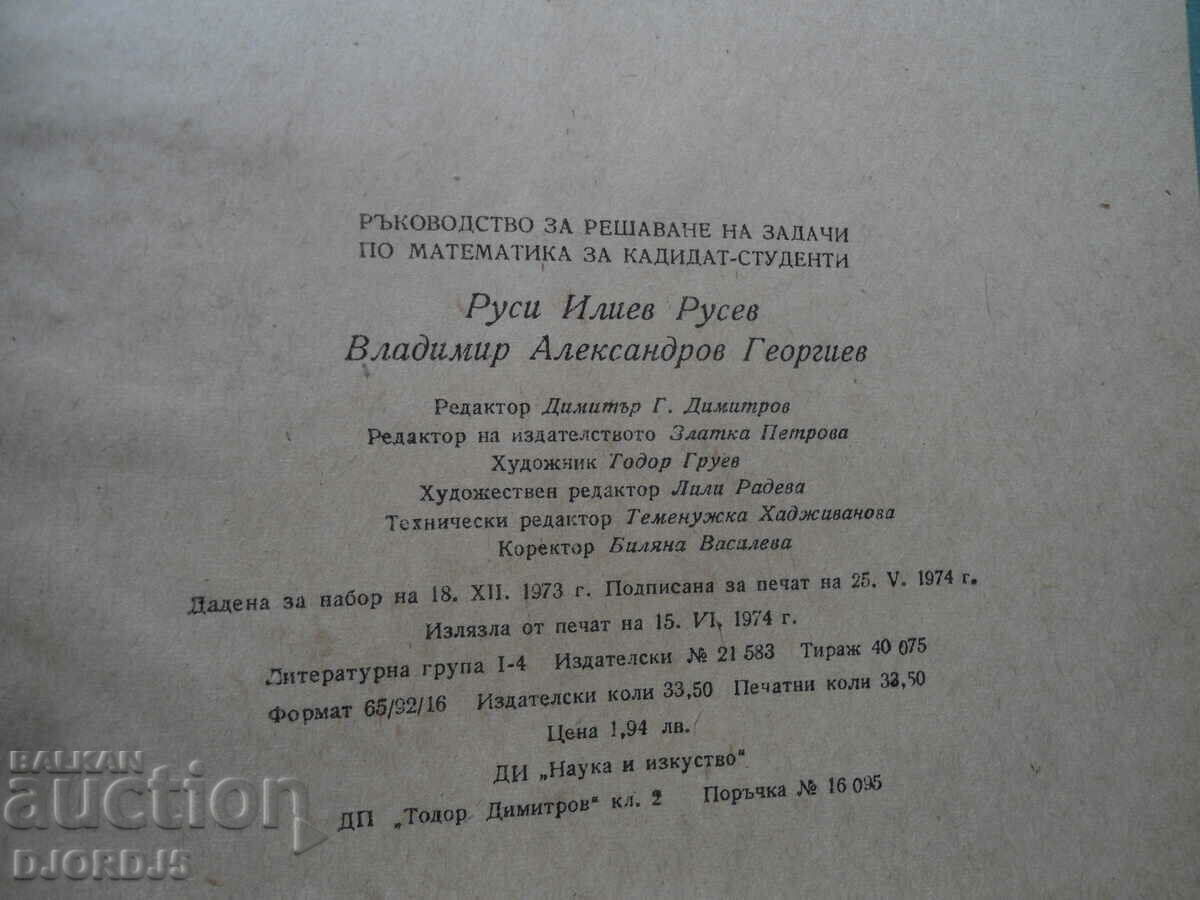 РЪКОВОДСТВО ЗА РЕШАВАНЕ НА ЗАДАЧИ
ПО МАТЕМАТИКА ЗА КАДИДАТ-СТУДЕНТИ
Руси Илиев Русев
Владимир Александров Георгиев
Редактор Димитър Г. Димитров
Редактор на издателството Златка Петрова
Художник Тодор Груев
Художествен редактор Лили Радева
Технически редактор Теменужка Хадживанова
Коректор Биляна Василева
Дадена за набор на 18. XII. 1973 г. Подписана за печат на 25. V. 1974 г.
Излязла от печат на 15. VI. 1974 г.
Литературна група I-4 Издателски № 21 583 Тираж 40 075
Формат 65/92/16 Издателски коли 33,50 Печатни коли 33,50
Цена 1,94 лв.
ДИ „Наука и изкуство"
ДП „Тодор Димитров" кл. 2 Поръчка № 16 095
BALKAN
auction
DJORDJ5